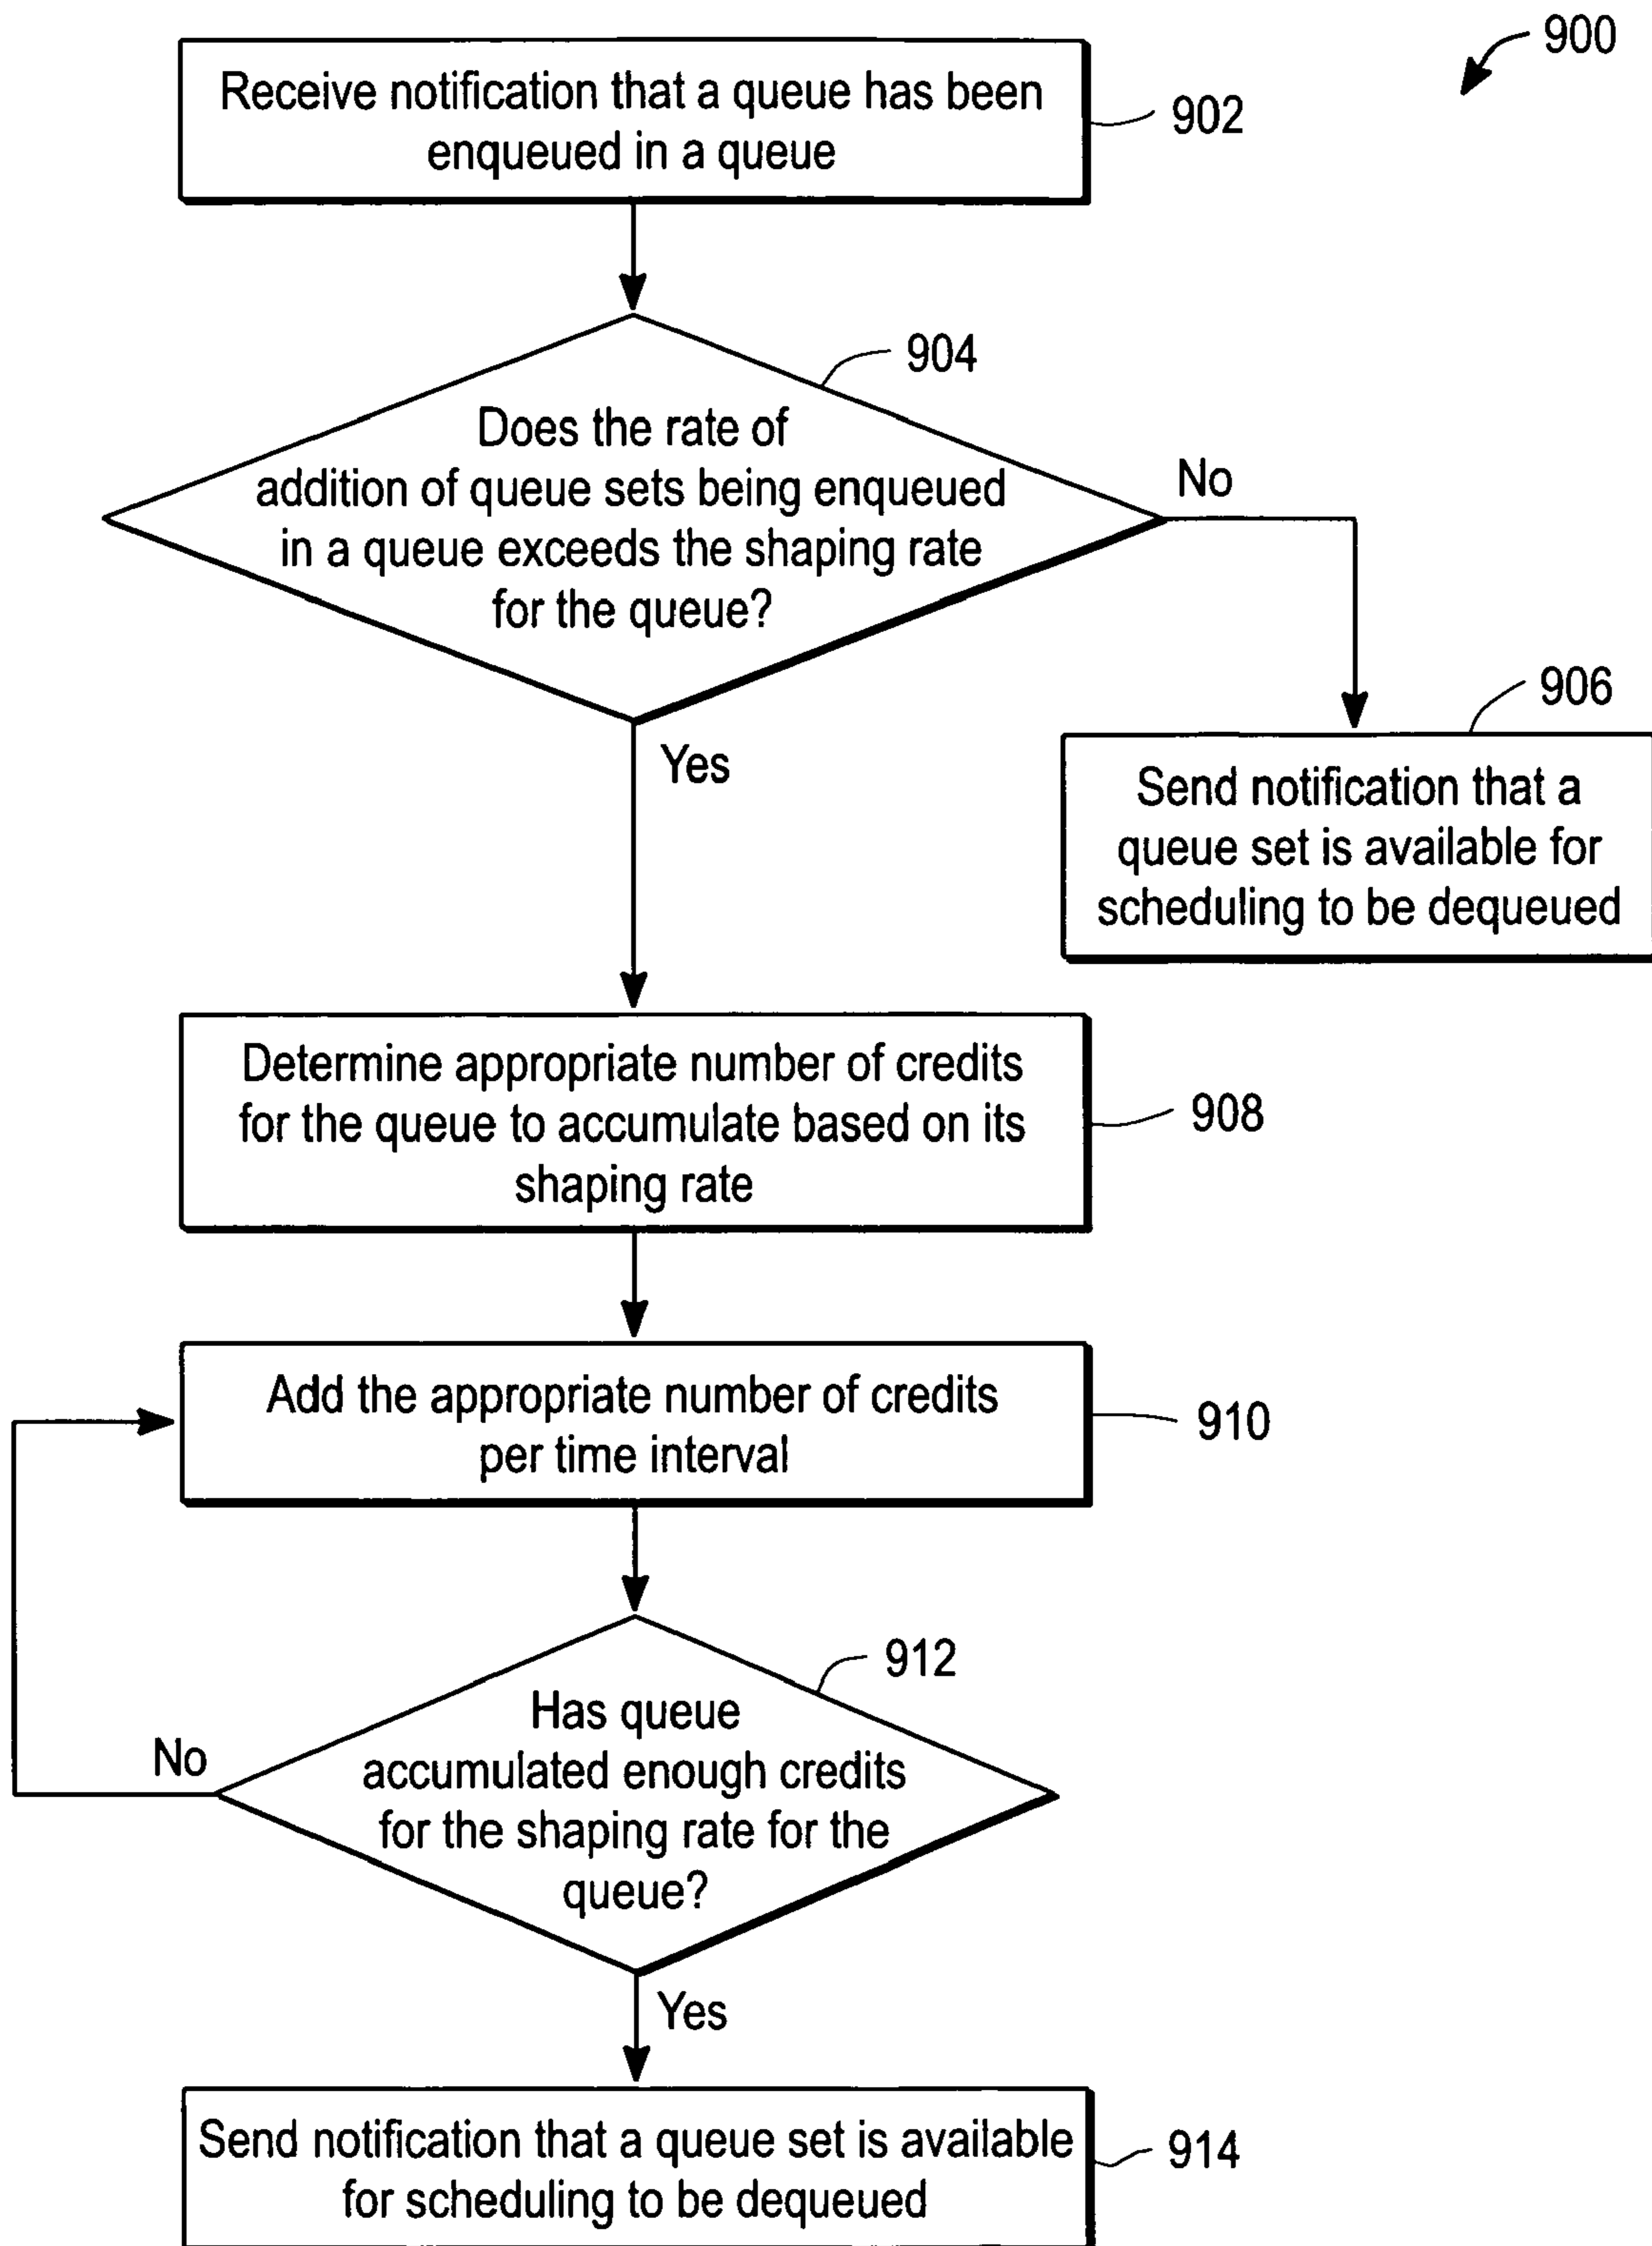 900
Receive notification that a queue has been
enqueued in a queue
902
904
Does the rate of
addition of queue sets being enqueued
in a queue exceeds the shaping rate
for the queue?
No
Yes
906
Send notification that a
queue set is available for
scheduling to be dequeued
Determine appropriate number of credits
for the queue to accumulate based on its
shaping rate
908
Add the appropriate number of credits
per time interval
910
912
Has queue
accumulated enough credits
for the shaping rate for the
queue?
No
Yes
Send notification that a queue set is available
for scheduling to be dequeued
914